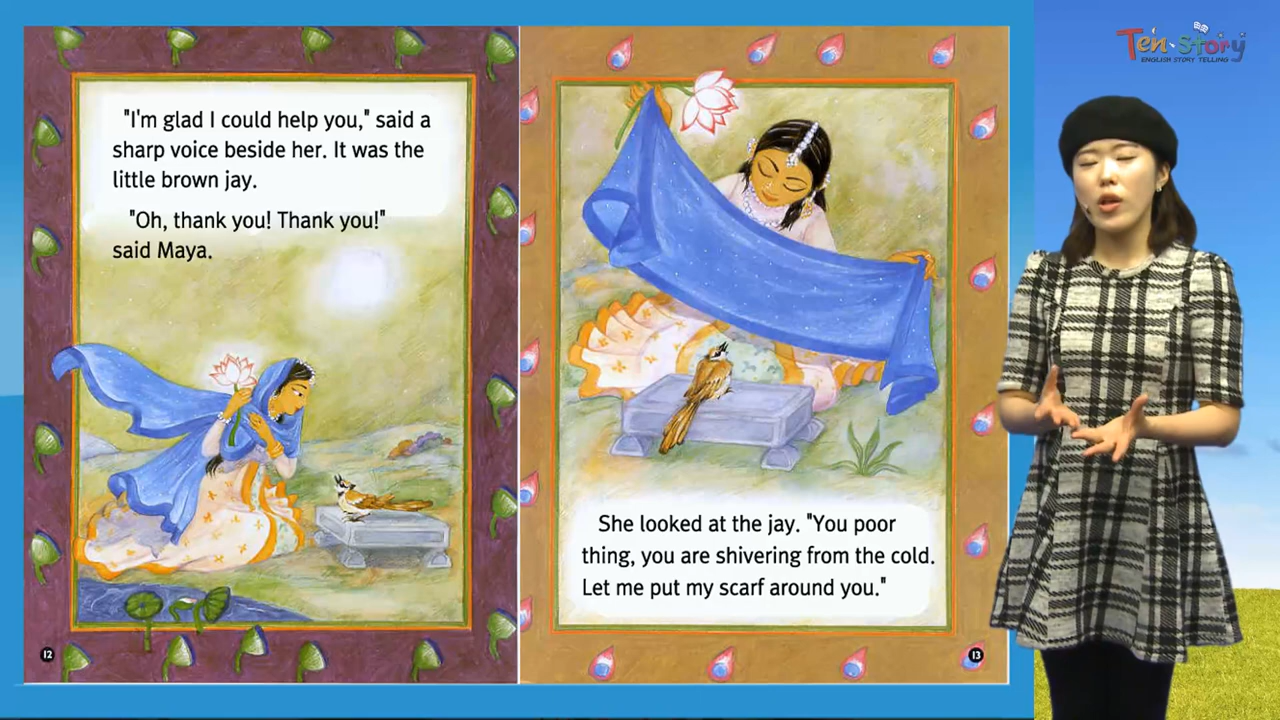 "I'm glad I could help you," said a
sharp voice beside her. It was the
little brown jay.
"Oh, thank you! Thank you!"
said Maya.
12
She looked at the jay. "You poor
thing, you are shivering from the cold.
Let me put my scarf around you."
13
Ten Story
ENGLISH STORY TELLING